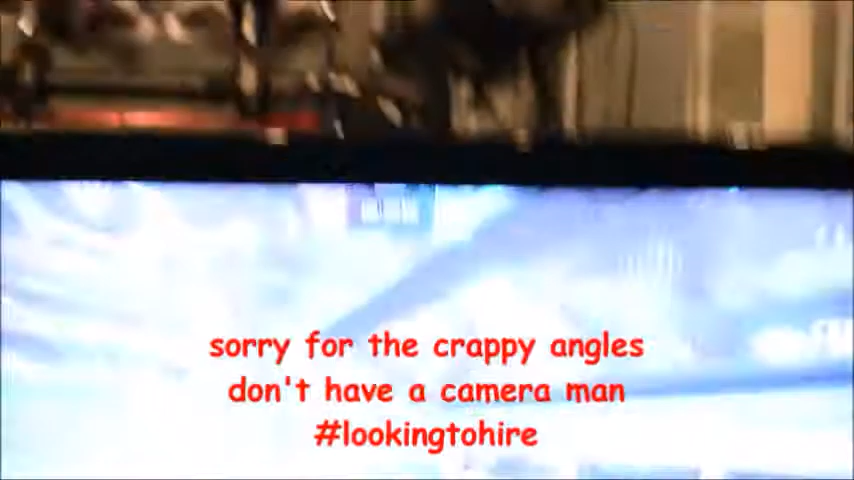 sorry for the crappy angles
don't have a camera man
#lookingtohire